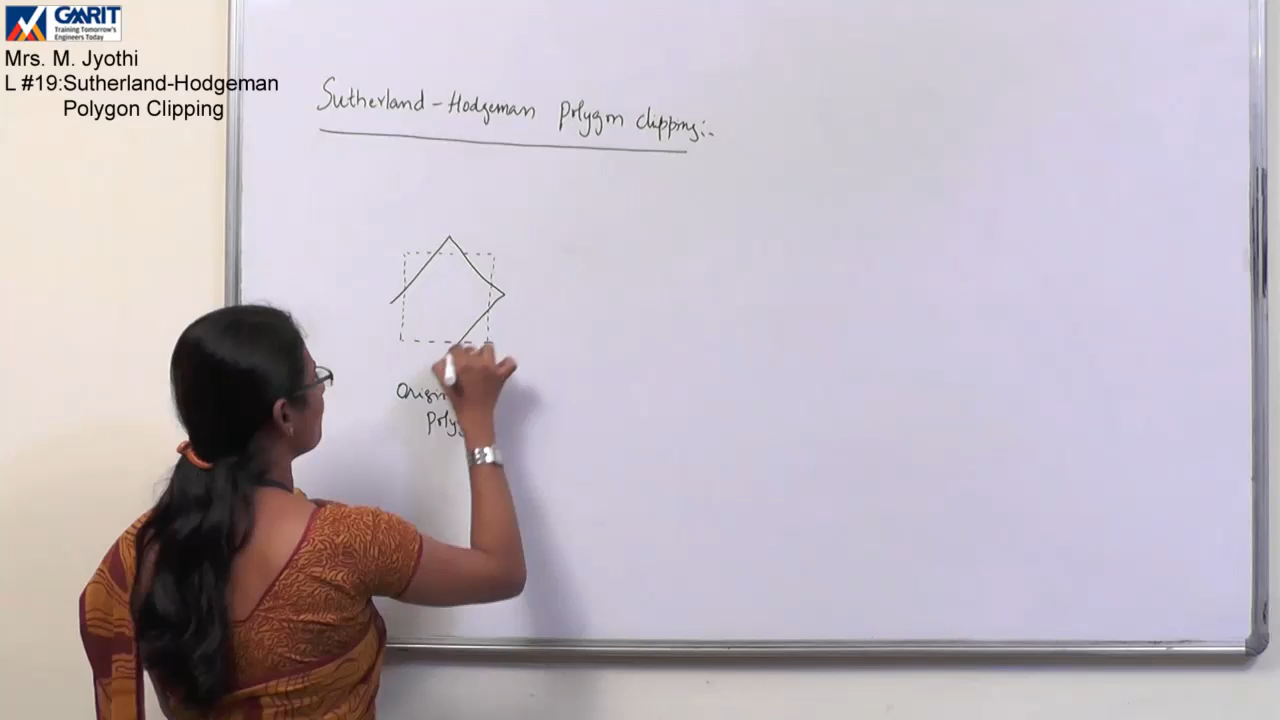 GMRIT
Training Tomorrow's
Engineers Today
Mrs. M. Jyothi
L #19:Sutherland-Hodgeman
Polygon Clipping
Sutherland-Hodgeman Polygon clipping:-